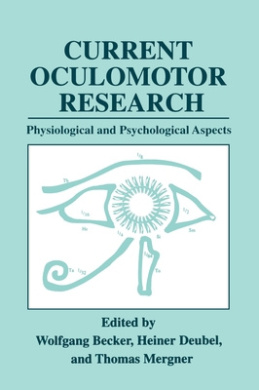 CURRENT
OCULOMOTOR
RESEARCH
Physiological and Psychological Aspects
Edited by
Wolfgang Becker, Heiner Deubel,
and Thomas Mergner